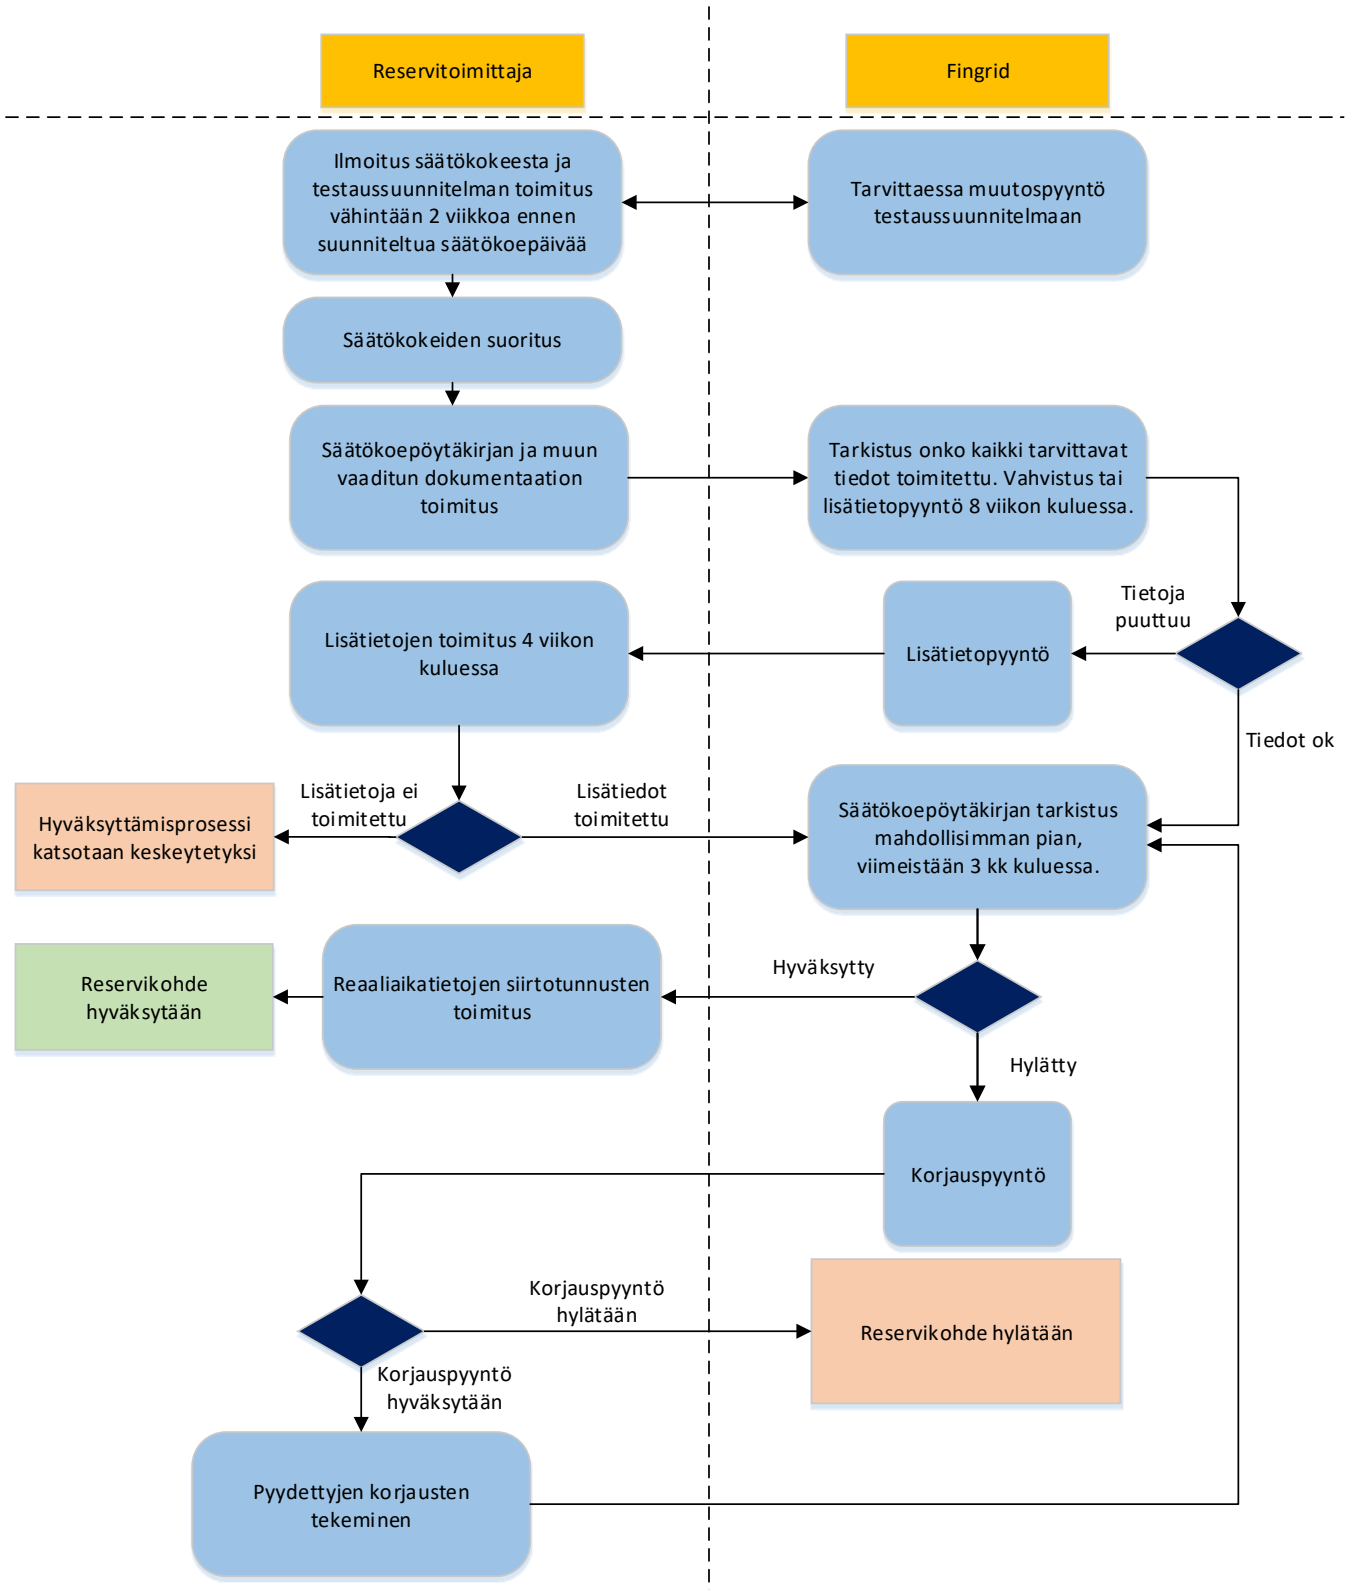 Reservitoimittaja
Fingrid
Ilmoitus säätökokeesta ja
testaussuunnitelman toimitus
vähintään 2 viikkoa ennen
suunniteltua säätökoepäivää
Tarvittaessa muutospyyntö
testaussuunnitelmaan
Säätökokeiden suoritus
Säätökoepöytäkirjan ja muun
vaaditun dokumentaation
toimitus
Tarkistus onko kaikki tarvittavat
tiedot toimitettu. Vahvistus tai
lisätietopyyntö 8 viikon kuluessa.
Tietoja
puuttuu
Lisätietopyyntö
Lisätietojen toimitus 4 viikon
kuluessa
Tiedot ok
Lisätietoja ei
toimitettu
Lisätiedot
toimitettu
Hyväksyttämisprosessi
katsotaan keskeytetyksi
Säätökoepöytäkirjan tarkistus
mahdollisimman pian,
viimeistään 3 kk kuluessa.
Hyväksytty
Reaaliaikatietojen siirtotunnusten
toimitus
Reservikohde
hyväksytään
Hylätty
Korjauspyyntö
Korjauspyyntö
hylätään
Reservikohde hylätään
Korjauspyyntö
hyväksytään
Pyydettyjen korjausten
tekeminen